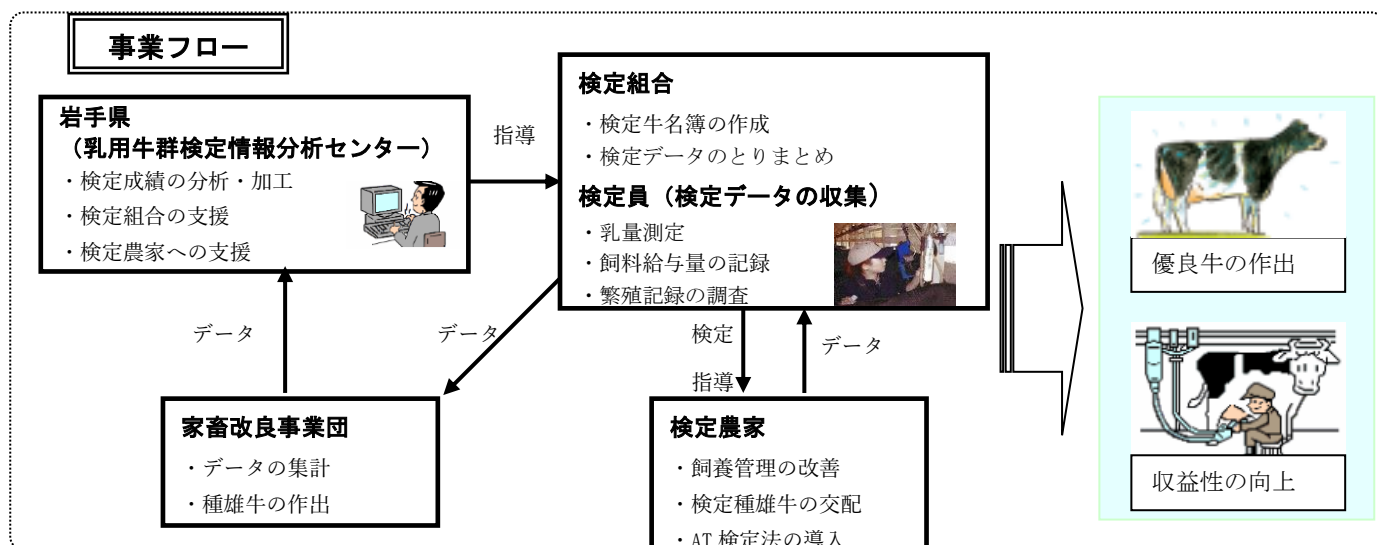 事業フロー
岩手県
（乳用牛群検定情報分析センター）
・検定成績の分析・加工
・検定組合の支援
・検定農家への支援
指導
検定組合
・検定牛名簿の作成
・検定データのとりまとめ
検定員（検定データの収集）
・乳量測定
・飼料給与量の記録
・繁殖記録の調査
データ
データ
検定
指導
データ
家畜改良事業団
・データの集計
・種雄牛の作出
検定農家
・飼養管理の改善
・検定種雄牛の交配
・AT 検定法の導入
優良牛の作出
収益性の向上